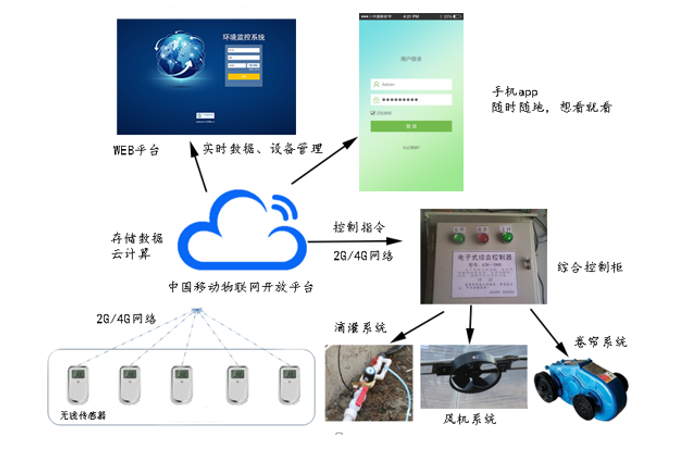 环境监控系统
4:21 PM
22%
用户登录
Admin
登录
手机app
随时随地，想看就看
WEB平台
实时数据、设备管理
存储数据
云计算
控制指令
2G/4G网络
中国移动物联网开放平台
电子式综合控制器
综合控制柜
2G/4G网络
滴灌系统
卷帘系统
无线传感器
风机系统